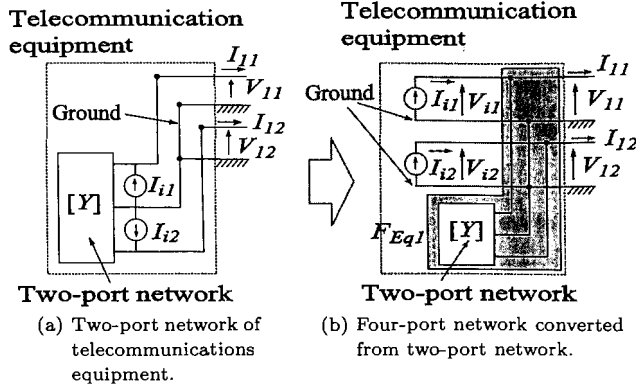 Telecommunication
equipment
I11
V11
I12
V12
Ground
[Y]
Ii1
Ii2
Two-port network
(a) Two-port network of
telecommunications
equipment.
Telecommunication
equipment
Ground
Ii1
Vi1
I11
V11
Ii2
Vi2
I12
V12
FEq1
[Y]
Two-port network
(b) Four-port network converted
from two-port network.